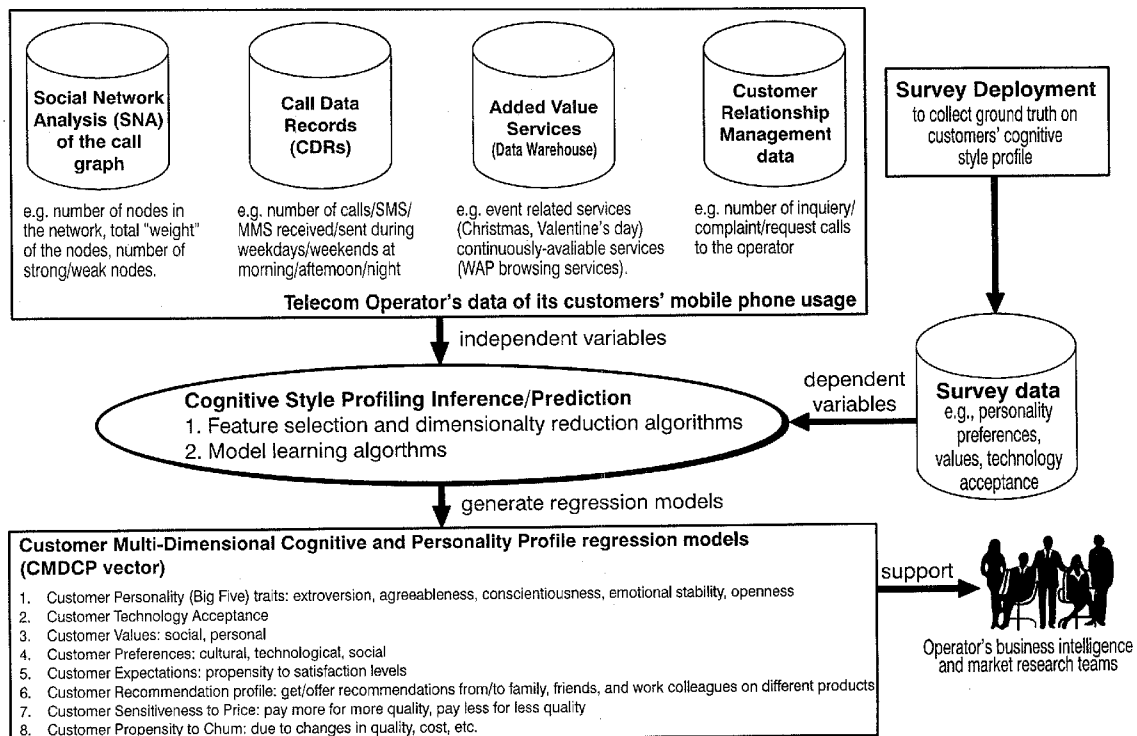 Social Network
Analysis (SNA)
of the call
graph
Call Data
Records
(CDRs)
Added Value
Services
(Data Warehouse)
Customer
Relationship
Management
data
e.g. number of nodes in
the network, total "weight"
of the nodes, number of
strong/weak nodes.
e.g. number of calls/SMS/
MMS received/sent during
weekdays/weekends at
morning/afternoon/night
e.g. event related services
(Christmas, Valentine's day)
continuously-avaliable services
(WAP browsing services).
e.g. number of inquiery/
complaint/request calls
to the operator
Telecom Operator's data of its customers' mobile phone usage
Survey Deployment
to collect ground truth on
customers' cognitive
style profile
independent variables
Cognitive Style Profiling Inference/Prediction
1. Feature selection and dimensionalty reduction algorithms
2. Model learning algorthms
dependent
variables
Survey data
e.g., personality
preferences,
values, technology
acceptance
generate regression models
Customer Multi-Dimensional Cognitive and Personality Profile regression models
(CMDCP vector)
1. Customer Personality (Big Five) traits: extroversion, agreeableness, conscientiousness, emotional stability, openness
2. Customer Technology Acceptance
3. Customer Values: social, personal
4. Customer Preferences: cultural, technological, social
5. Customer Expectations: propensity to satisfaction levels
6. Customer Recommendation profile: get/offer recommendations from/to family, friends, and work colleagues on different products
7. Customer Sensitiveness to Price: pay more for more quality, pay less for less quality
8. Customer Propensity to Churn: due to changes in quality, cost, etc.
support
Operator's business intelligence
and market research teams